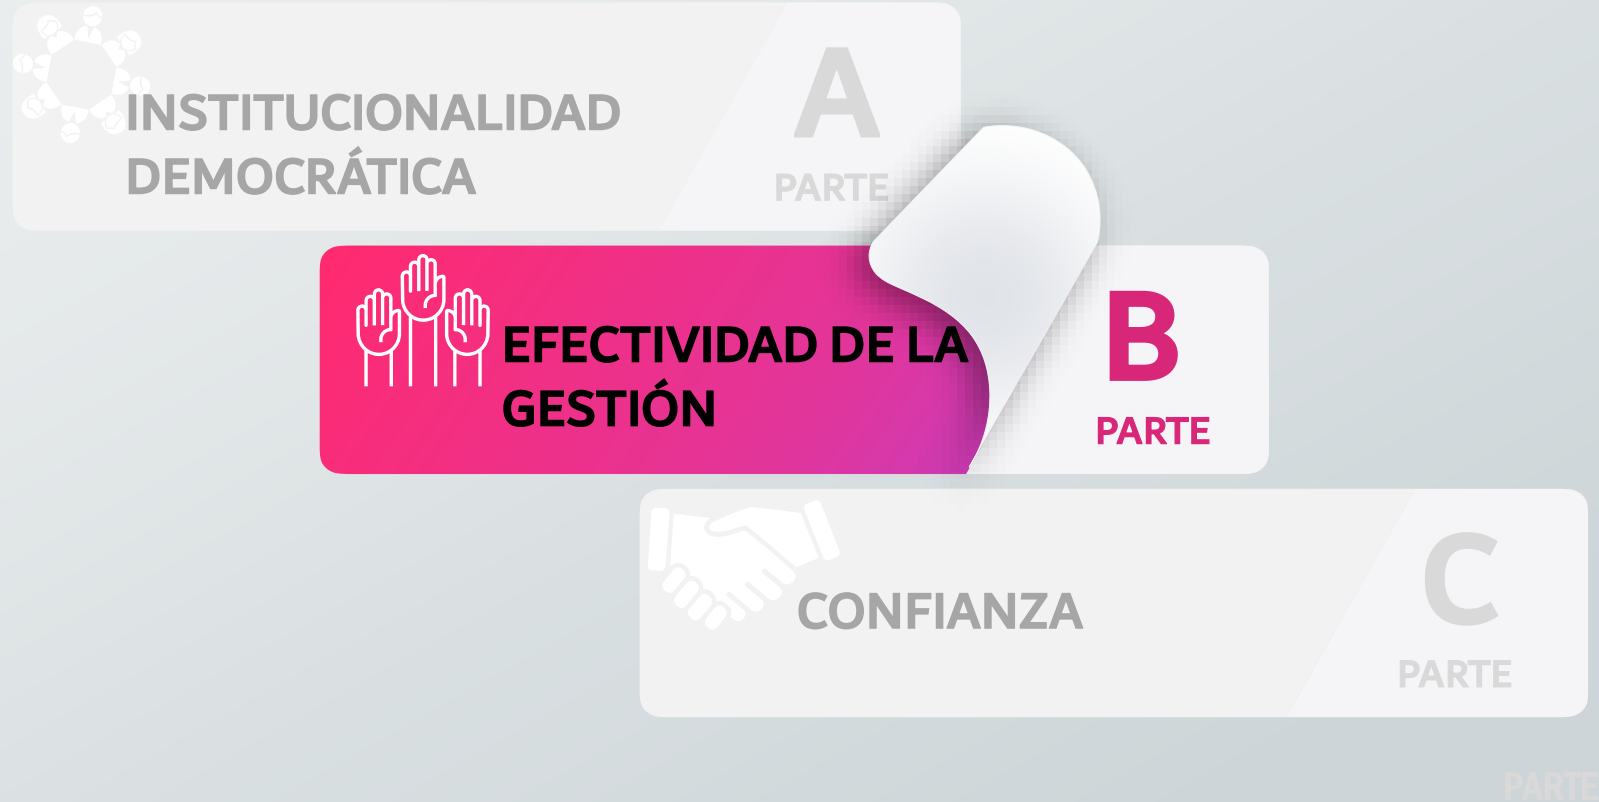 INSTITUCIONALIDAD
DEMOCRÁTICA
A
PARTE
EFECTIVIDAD DE LA
GESTIÓN
B
PARTE
CONFIANZA
C
PARTE
PARTE